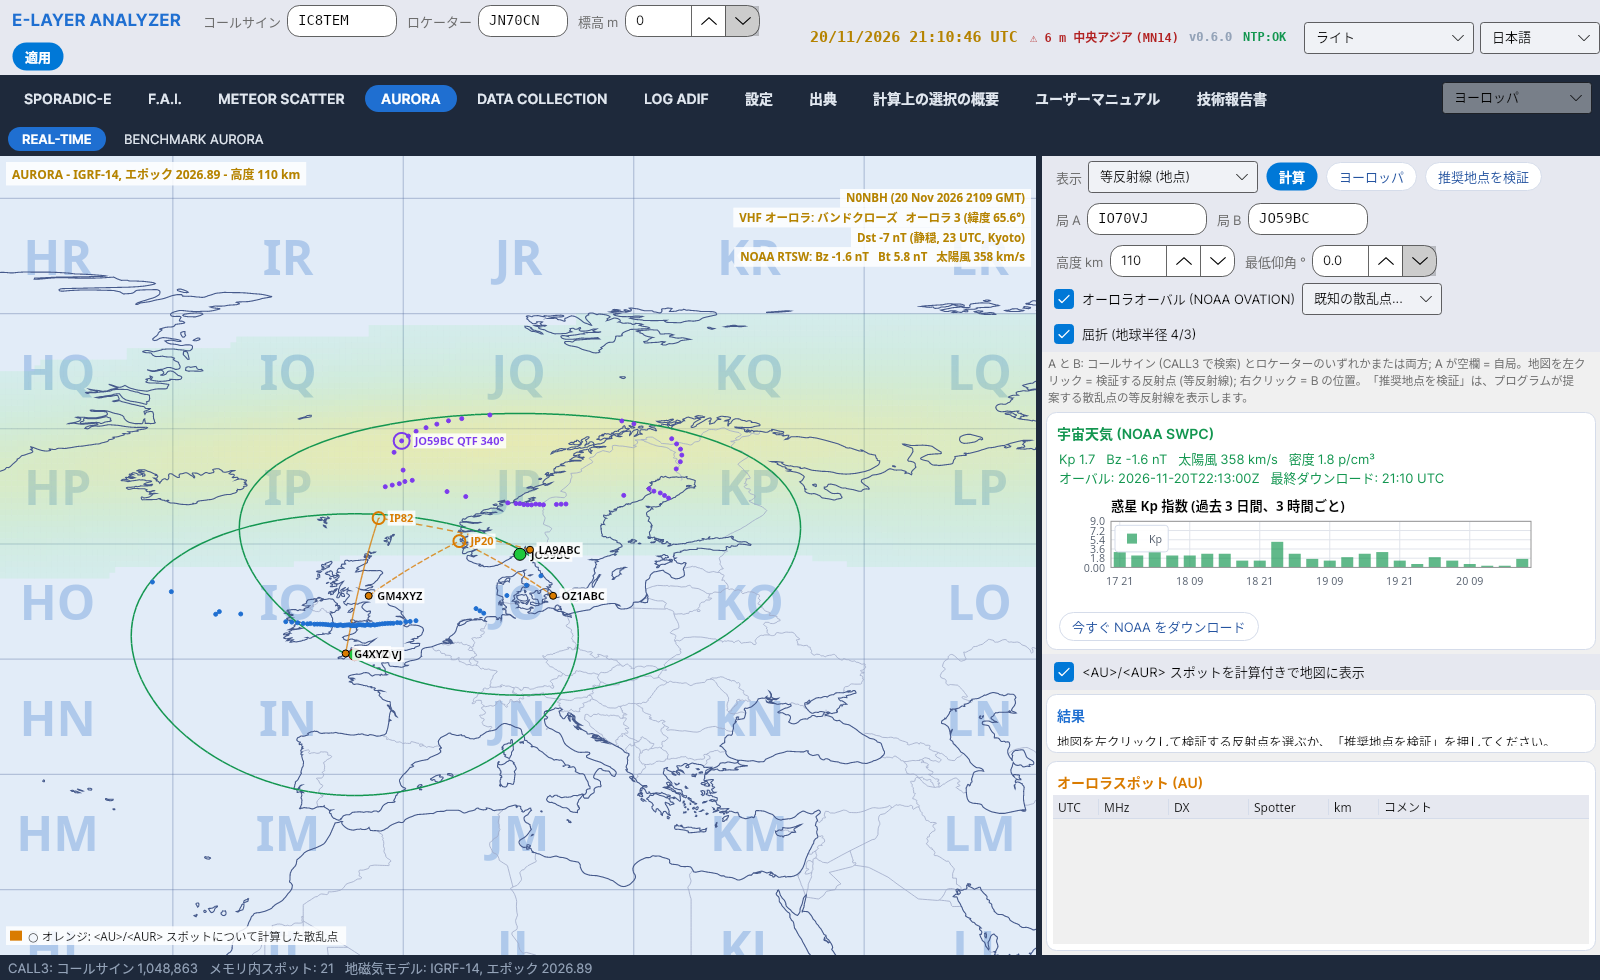 E-LAYER ANALYZER コールサイン IC8TEM ロケーター JN70CN 標高 m 0
適用
20/11/2026 21:10:46 UTC ⚠ 6 m 中央アジア (MN14) v0.6.0 NTP:OK ライト 日本語
SPORADIC-E F.A.I. METEOR SCATTER AURORA DATA COLLECTION LOG ADIF 設定 出典 計算上の選択の概要 ユーザーマニュアル 技術報告書 ヨーロッパ
REAL-TIME BENCHMARK AURORA
AURORA - IGRF-14, エポック 2026.89 - 高度 110 km
N0NBH (20 Nov 2026 2109 GMT)
VHF オーロラ: バンドクローズ オーロラ 3 (緯度 65.6°)
Dst -7 nT (静穏, 23 UTC, Kyoto)
NOAA RTSW: Bz -1.6 nT Bt 5.8 nT 太陽風 358 km/s
HR IR JR KR LR
HQ IQ JQ KQ LQ
JO59BC QTF 340°
HP IP JP KP LP
IP82
JP20
LA9ABC
HO IO JO KO LO
GM4XYZ OZ1ABC
G4XYZ VJ
HN IN JN KN LN
HM IM JM KM LM
○ オレンジ: <AU>/<AUR> スポットについて計算した散乱点
表示 等反射線 (地点) 計算 ヨーロッパ 推奨地点を検証
局 A IO70VJ 局 B JO59BC
高度 km 110 最低仰角 ° 0.0
オーロラオーバル (NOAA OVATION) 既知の散乱点...
屈折 (地球半径 4/3)
A と B: コールサイン (CALL3 で検索) とロケーターのいずれかまたは両方; A が空欄 = 自局。地図を左ク
リック = 検証する反射点 (等反射線); 右クリック = B の位置。「推奨地点を検証」は、プログラムが提
案する散乱点の等反射線を表示します。
宇宙天気 (NOAA SWPC)
Kp 1.7 Bz -1.6 nT 太陽風 358 km/s 密度 1.8 p/cm³
オーバル: 2026-11-20T22:13:00Z 最終ダウンロード: 21:10 UTC
惑星 Kp 指数 (過去 3 日間、3 時間ごと)
9.0
7.2
5.4
3.6
1.8
0.00
Kp
17 21 18 09 18 21 19 09 19 21 20 09
今すぐ NOAA をダウンロード
<AU>/<AUR> スポットを計算付きで地図に表示
結果
地図を左クリックして検証する反射点を選ぶか、「推奨地点を検証」を押してください。
オーロラスポット (AU)
UTC MHz DX Spotter km コメント
CALL3: コールサイン 1,048,863 メモリ内スポット: 21 地磁気モデル: IGRF-14, エポック 2026.89